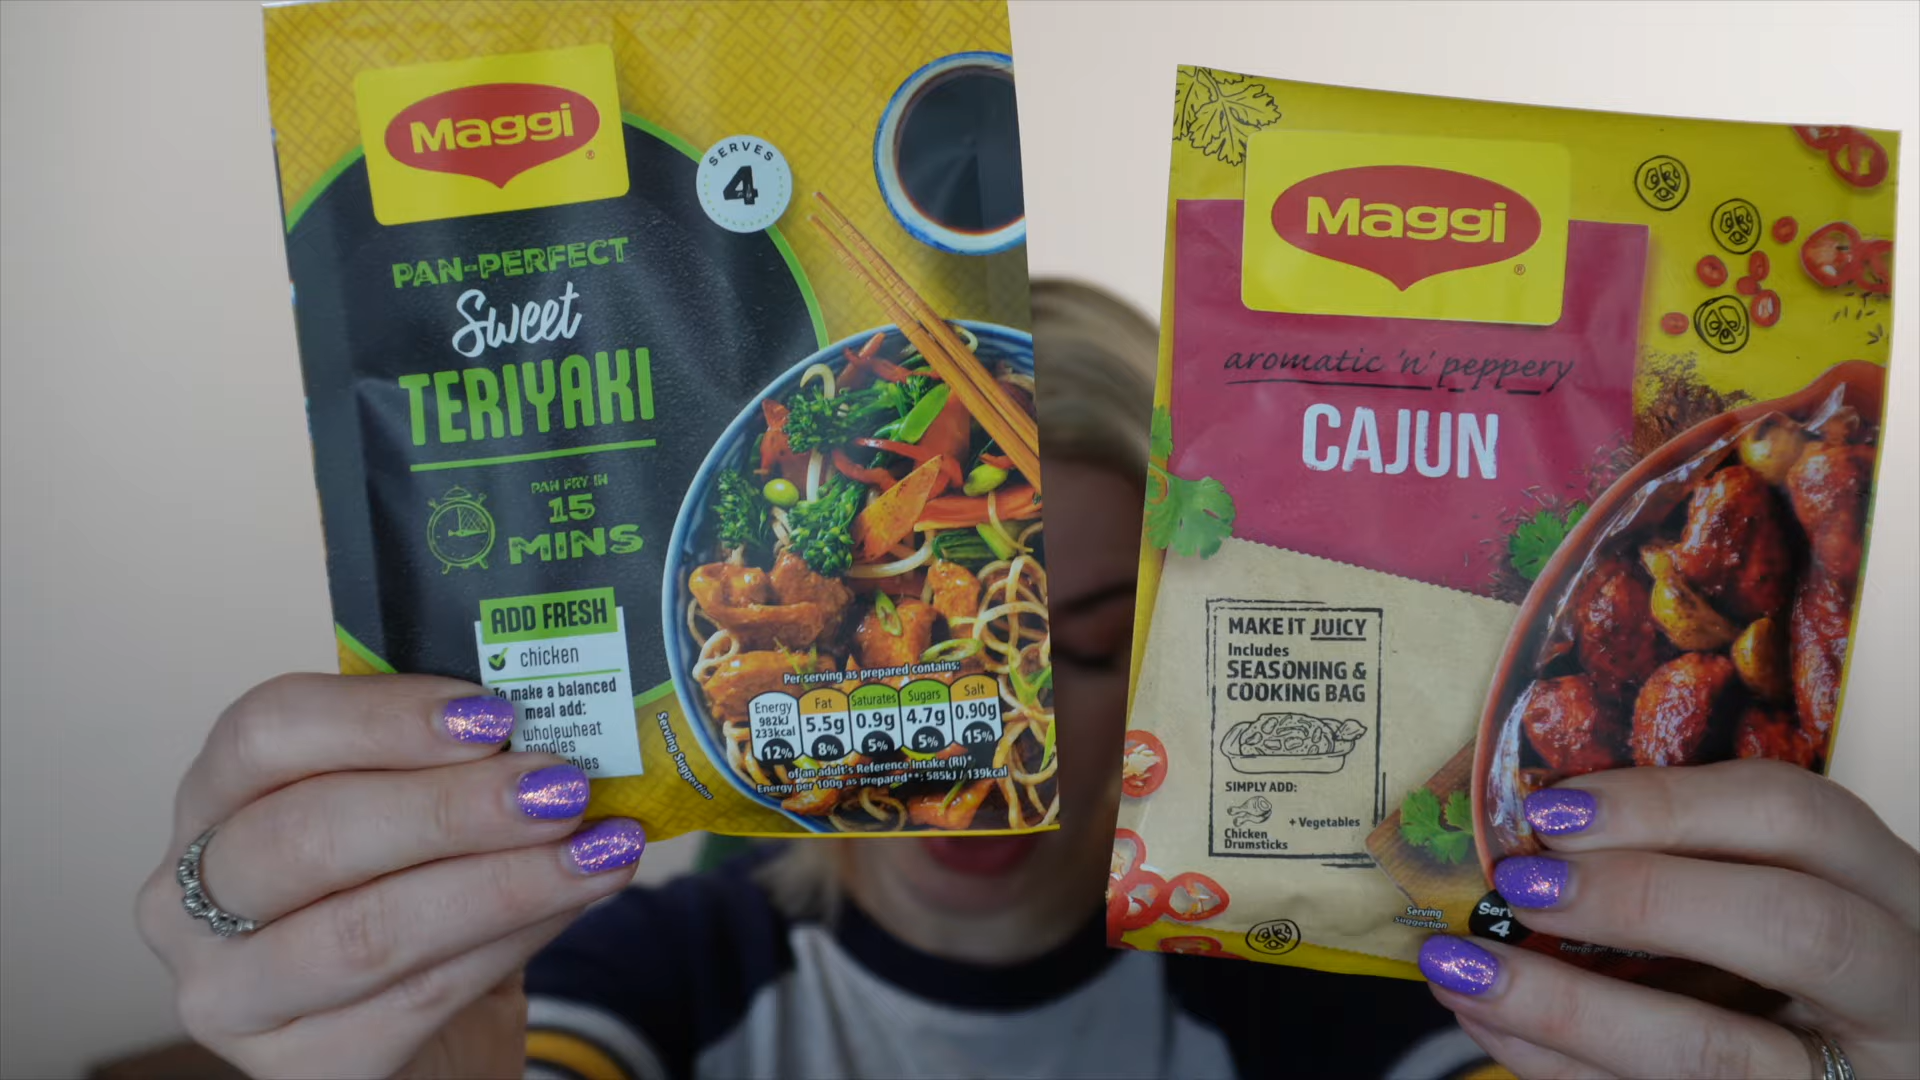 Maggi
®
SERVES
4
PAN-PERFECT
Sweet
TERIYAKI
PAN FRY IN
15
MINS
ADD FRESH
chicken
To make a balanced
meal add:
wholewheat
noodles
Serving Suggestion
Per serving as prepared contains:
Energy
982kJ
233kcal
12%
Fat
5.5g
8%
Saturates
0.9g
5%
Sugars
4.7g
5%
Salt
0.90g
15%
of an adult's Reference Intake (RI)*
Energy per 100g as prepared**: 585kJ / 139kcal
Maggi
®
aromatic 'n' peppery
CAJUN
MAKE IT JUICY
Includes
SEASONING &
COOKING BAG
SIMPLY ADD:
Chicken
Drumsticks
+ Vegetables
Serving
suggestion
4